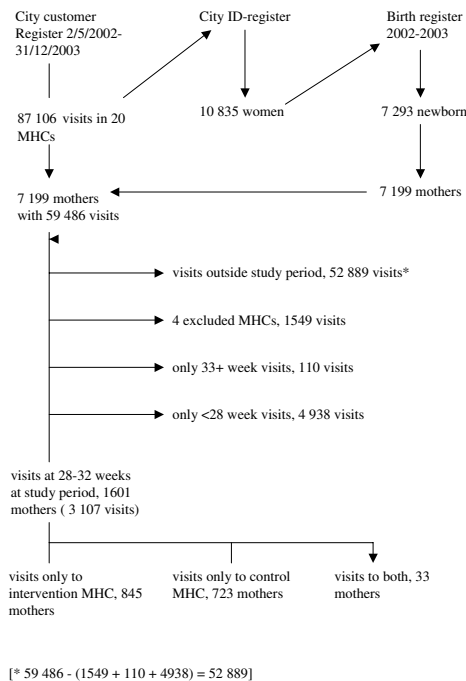 City customer
Register 2/5/2002-
31/12/2003
City ID-register
Birth register
2002-2003
87 106 visits in 20
MHCs
10 835 women
7 293 newborn
7 199 mothers
with 59 486 visits
7 199 mothers
visits outside study period, 52 889 visits*
4 excluded MHCs, 1549 visits
only 33+ week visits, 110 visits
only <28 week visits, 4 938 visits
visits at 28-32 weeks
at study period, 1601
mothers ( 3 107 visits)
visits only to
intervention MHC, 845
mothers
visits only to control
MHC, 723 mothers
visits to both, 33
mothers
[* 59 486 - (1549 + 110 + 4938) = 52 889]